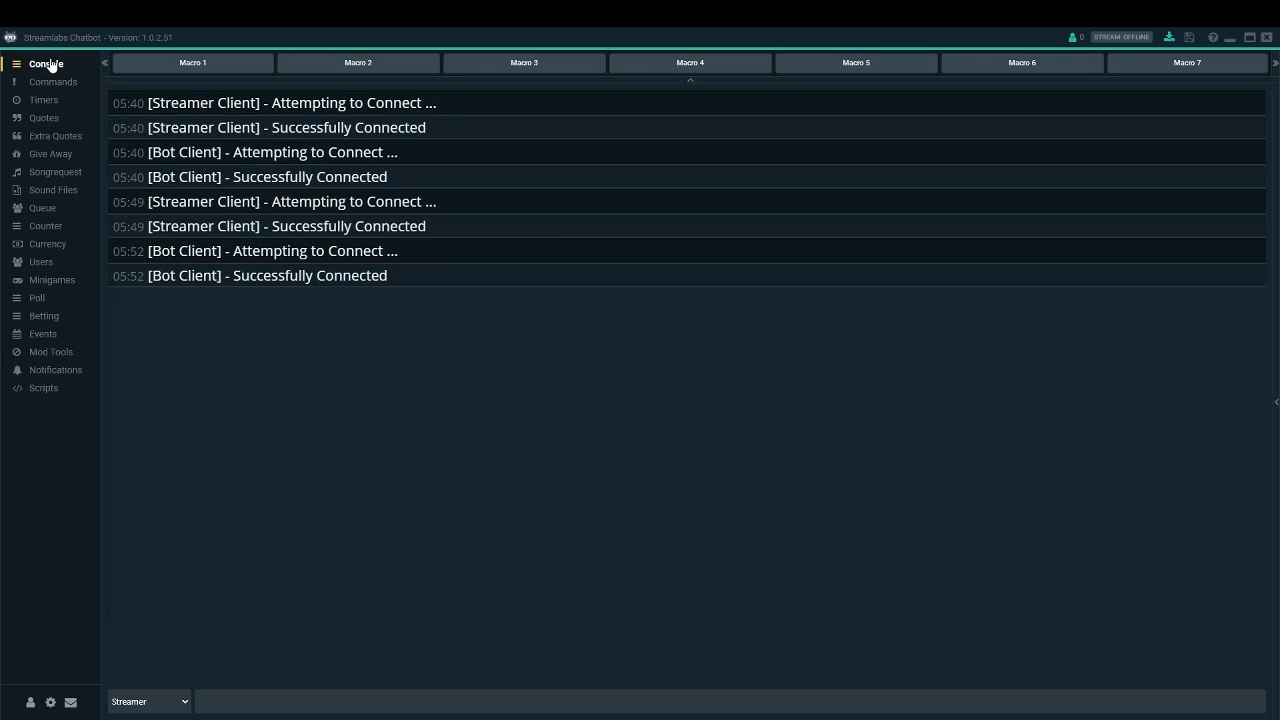 Streamlabs Chatbot - Version: 1.0.2.51
0
STREAM: OFFLINE
Macro 1
Macro 2
Macro 3
Macro 4
Macro 5
Macro 6
Macro 7
Commands
Timers
Quotes
Extra Quotes
Give Away
Songrequest
Sound Files
Queue
Counter
Currency
Users
Minigames
Poll
Betting
Events
Mod Tools
Notifications
Scripts
05:40 [Streamer Client] - Attempting to Connect ...
05:40 [Streamer Client] - Successfully Connected
05:40 [Bot Client] - Attempting to Connect ...
05:40 [Bot Client] - Successfully Connected
05:49 [Streamer Client] - Attempting to Connect ...
05:49 [Streamer Client] - Successfully Connected
05:52 [Bot Client] - Attempting to Connect ...
05:52 [Bot Client] - Successfully Connected
Streamer